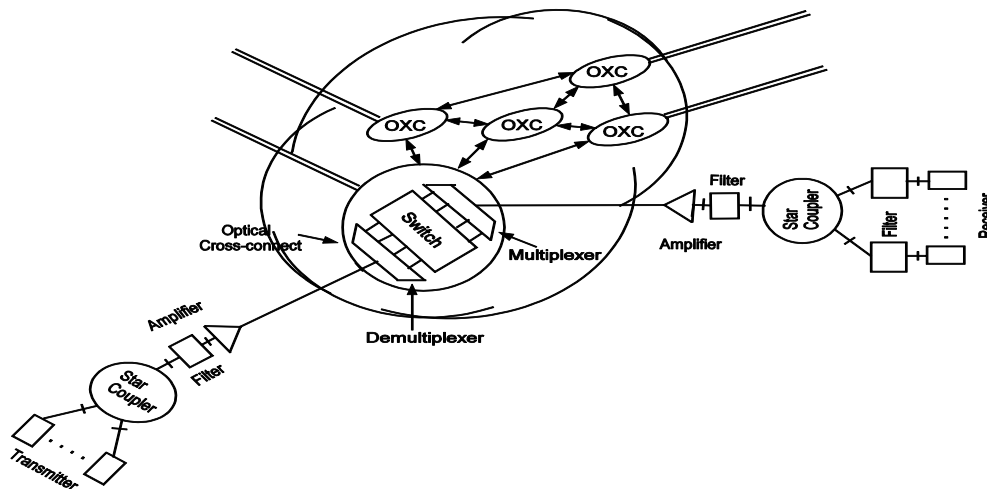 OXC
OXC
OXC
OXC
Switch
Optical
Cross-connect
Multiplexer
Demultiplexer
Amplifier
Filter
Star
Coupler
Filter
Receiver
Amplifier
Filter
Star
Coupler
Transmitter